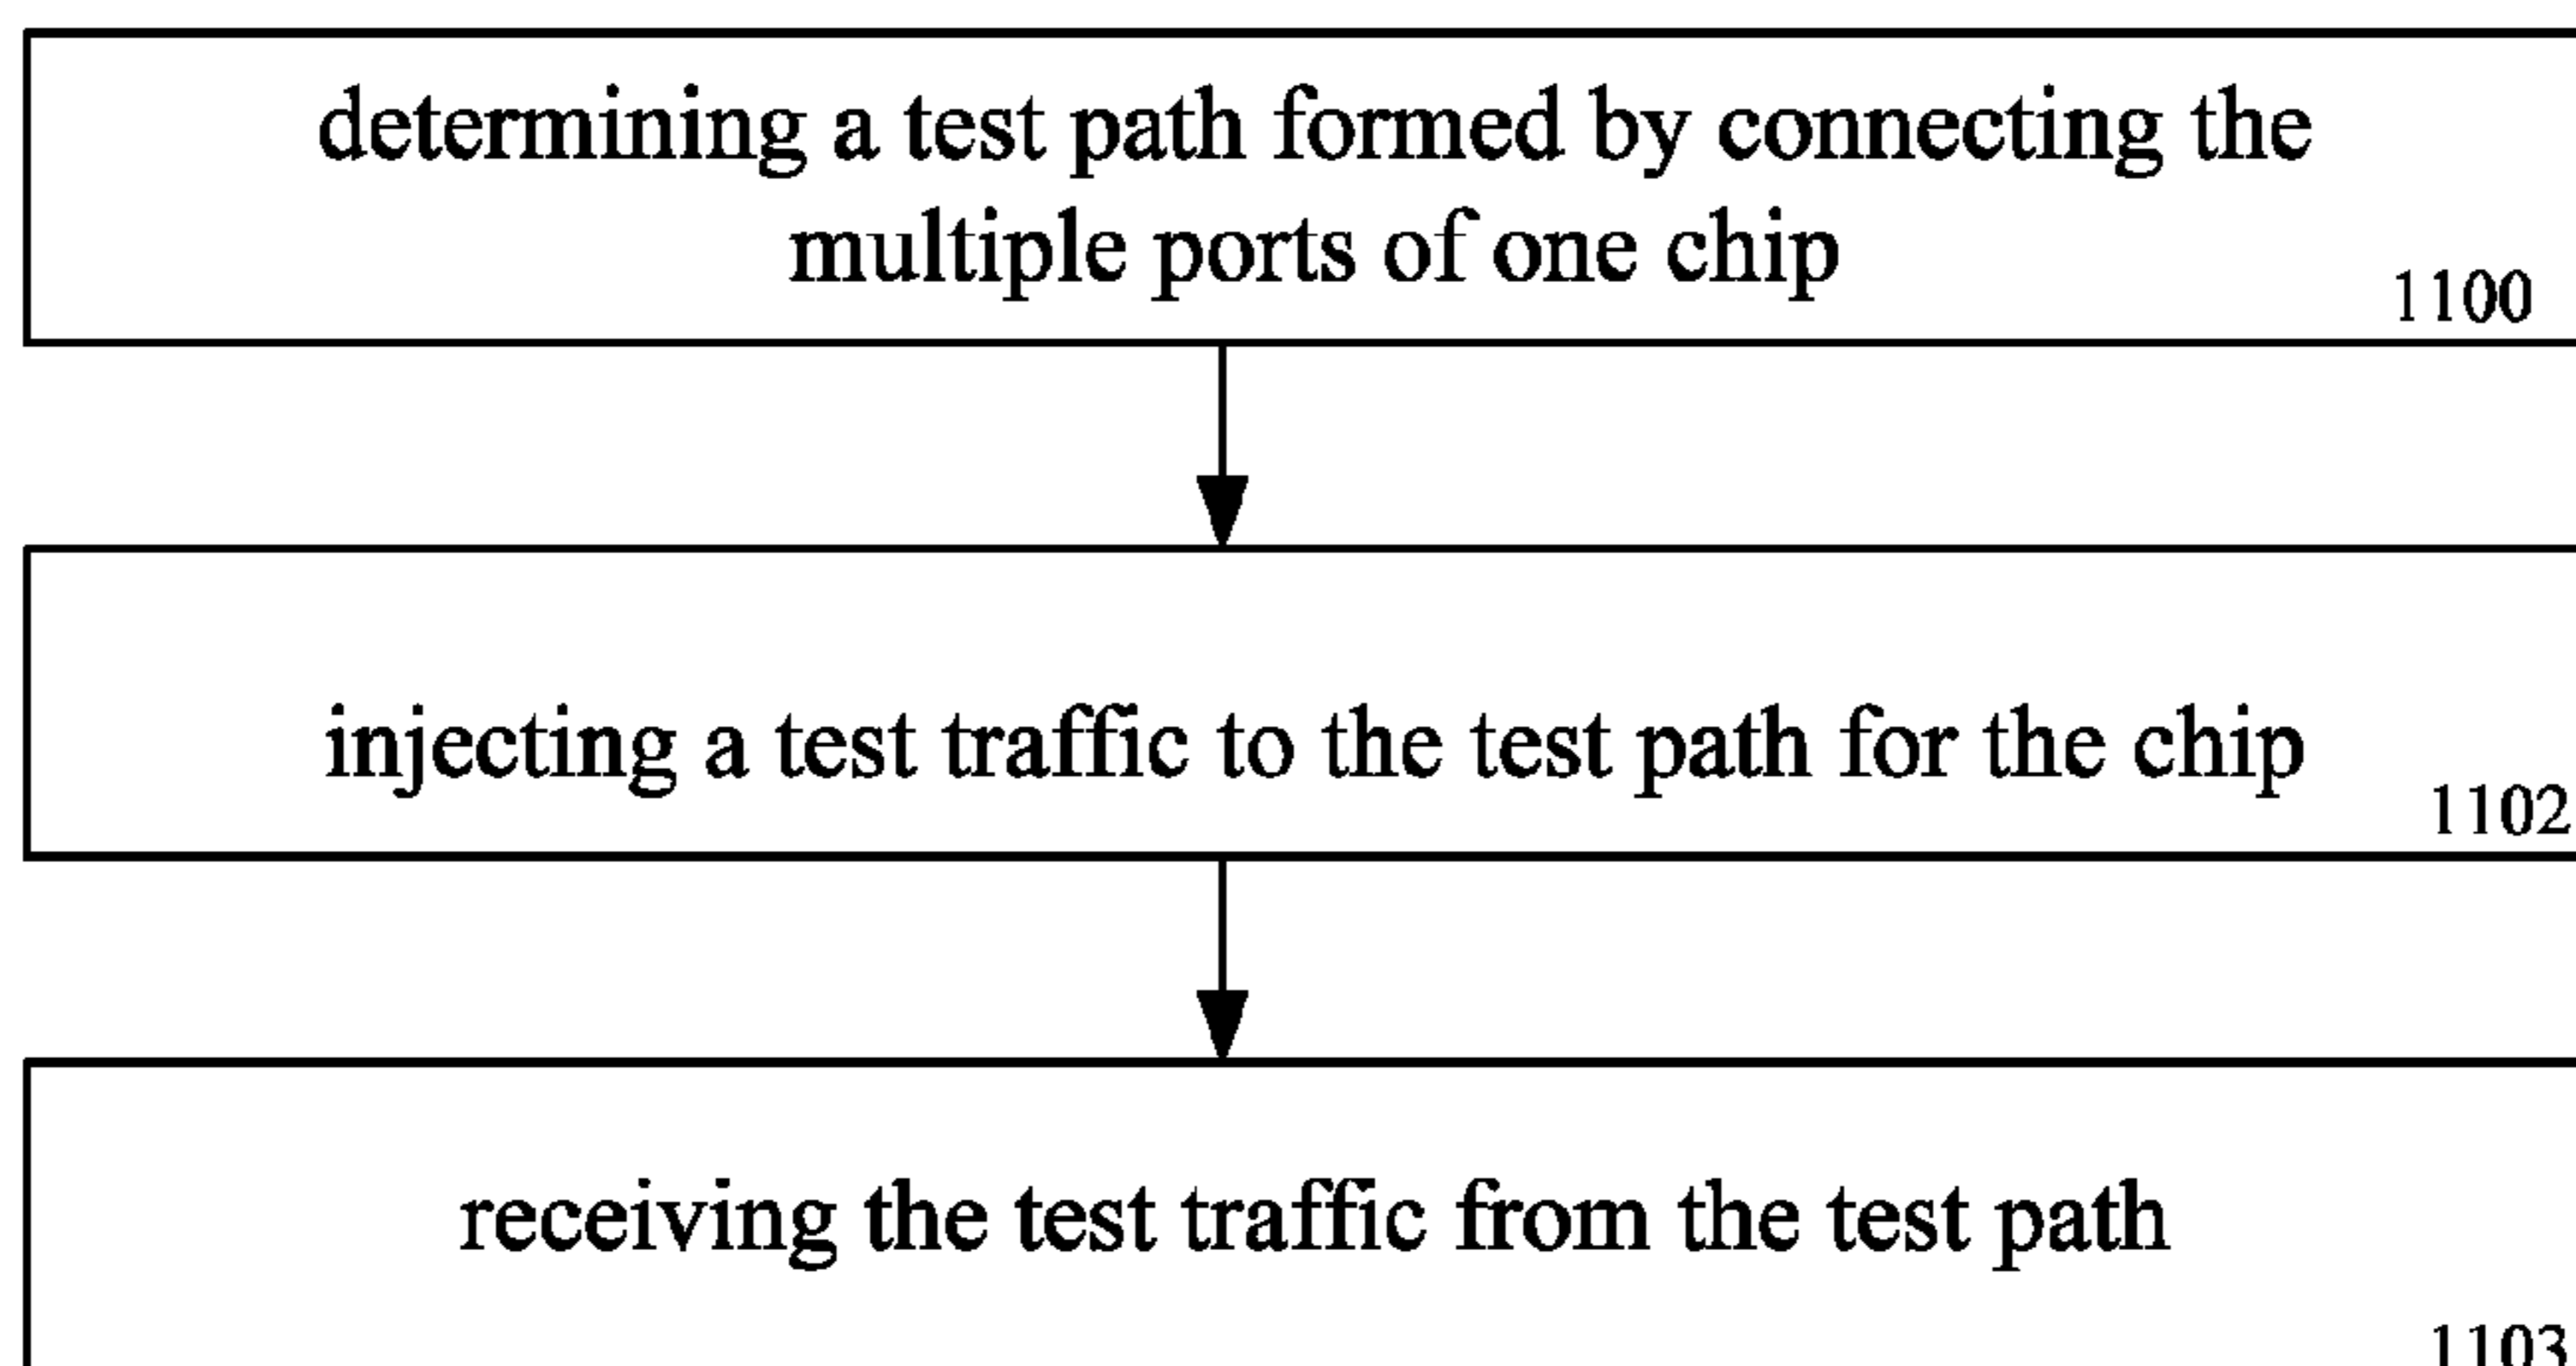 determining a test path formed by connecting the
multiple ports of one chip
1100
injecting a test traffic to the test path for the chip
1102
receiving the test traffic from the test path
1103